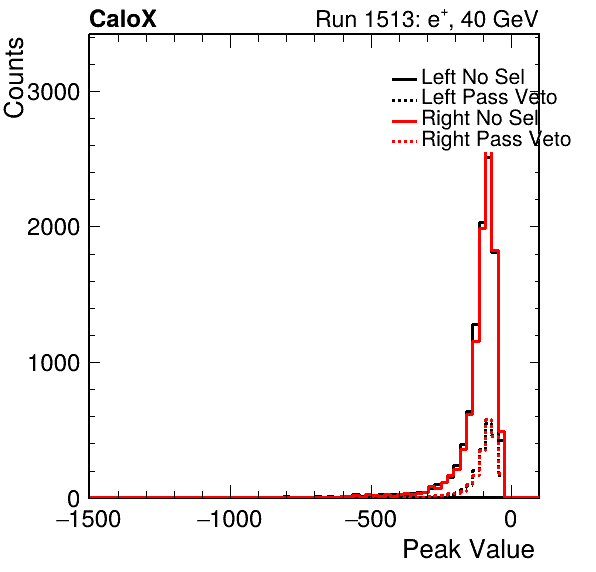 CaloX Run 1513: e⁺, 40 GeV
Counts
Left No Sel
Left Pass Veto
Right No Sel
Right Pass Veto
3000
2000
1000
0
−1500 −1000 −500 0
Peak Value